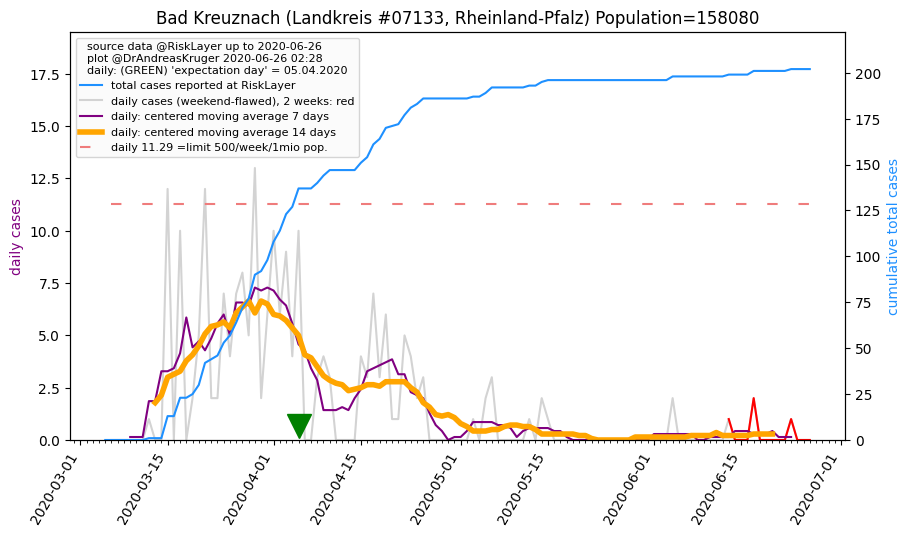 Bad Kreuznach (Landkreis #07133, Rheinland-Pfalz) Population=158080
source data @RiskLayer up to 2020-06-26
plot @DrAndreasKruger 2020-06-26 02:28
daily: (GREEN) 'expectation day' = 05.04.2020
total cases reported at RiskLayer
daily cases (weekend-flawed), 2 weeks: red
daily: centered moving average 7 days
daily: centered moving average 14 days
daily 11.29 =limit 500/week/1mio pop.
daily cases
17.5
15.0
12.5
10.0
7.5
5.0
2.5
0.0
cumulative total cases
200
175
150
125
100
75
50
25
0
2020-03-01
2020-03-15
2020-04-01
2020-04-15
2020-05-01
2020-05-15
2020-06-01
2020-06-15
2020-07-01